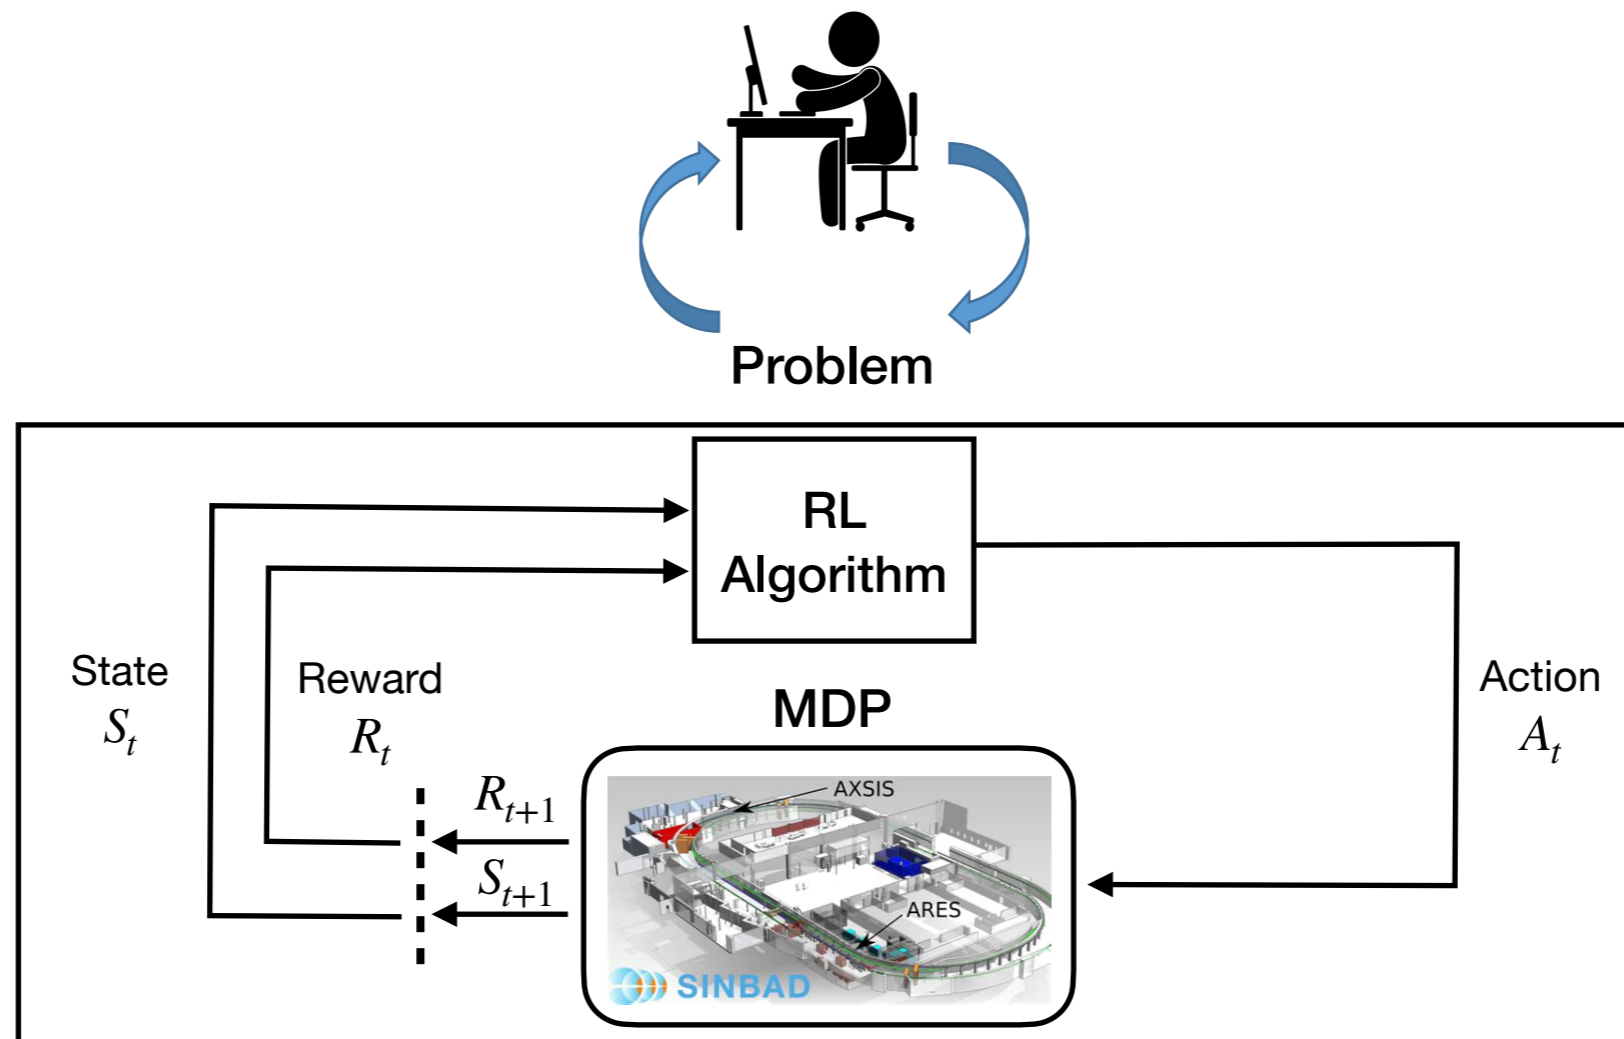 Problem
RL
Algorithm
State
S_t
Reward
R_t
MDP
Action
A_t
R_{t+1}
S_{t+1}
AXSIS
ARES
SINBAD